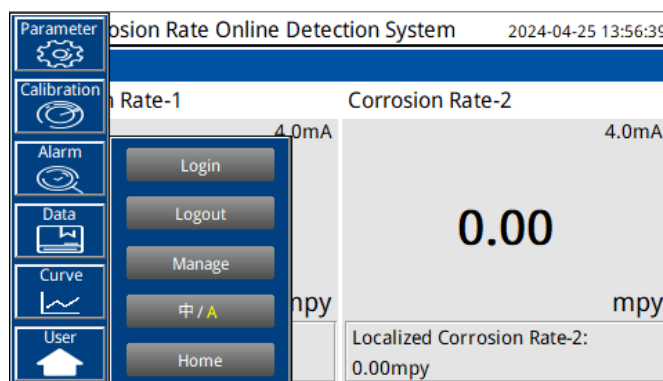 Parameter
osion Rate Online Detection System
2024-04-25 13:56:39
Calibration
Rate-1
Corrosion Rate-2
4.0mA
4.0mA
Alarm
Login
Data
Logout
0.00
Manage
Curve
mpy
中/A
mpy
User
Localized Corrosion Rate-2:
Home
0.00mpy